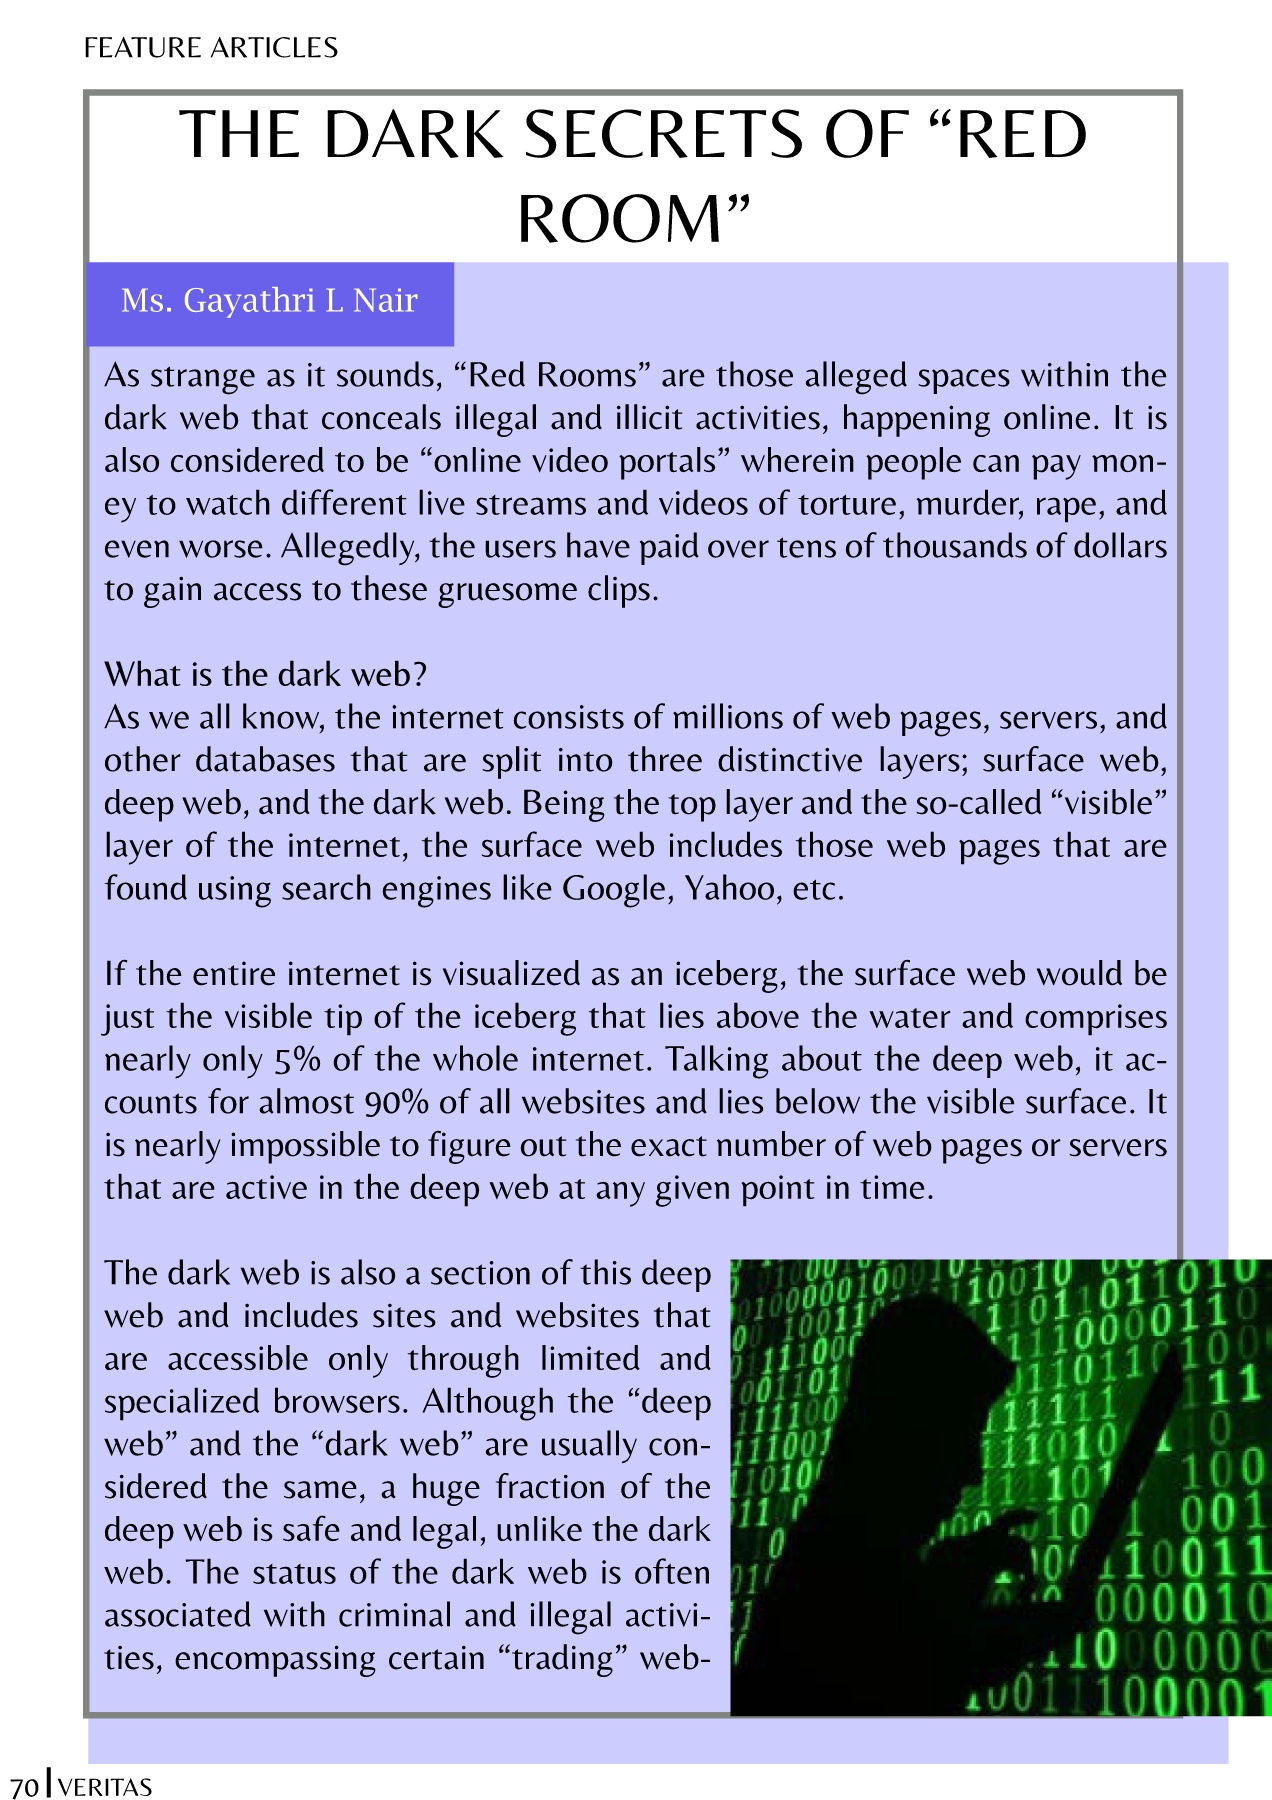 FEATURE ARTICLES
THE DARK SECRETS OF “RED
ROOM”
Ms. Gayathri L Nair
As strange as it sounds, “Red Rooms” are those alleged spaces within the
dark web that conceals illegal and illicit activities, happening online. It is
also considered to be “online video portals” wherein people can pay mon-
ey to watch different live streams and videos of torture, murder, rape, and
even worse. Allegedly, the users have paid over tens of thousands of dollars
to gain access to these gruesome clips.
What is the dark web?
As we all know, the internet consists of millions of web pages, servers, and
other databases that are split into three distinctive layers; surface web,
deep web, and the dark web. Being the top layer and the so-called “visible”
layer of the internet, the surface web includes those web pages that are
found using search engines like Google, Yahoo, etc.
If the entire internet is visualized as an iceberg, the surface web would be
just the visible tip of the iceberg that lies above the water and comprises
nearly only 5% of the whole internet. Talking about the deep web, it ac-
counts for almost 90% of all websites and lies below the visible surface. It
is nearly impossible to figure out the exact number of web pages or servers
that are active in the deep web at any given point in time.
The dark web is also a section of this deep
web and includes sites and websites that
are accessible only through limited and
specialized browsers. Although the “deep
web” and the “dark web” are usually con-
sidered the same, a huge fraction of the
deep web is safe and legal, unlike the dark
web. The status of the dark web is often
associated with criminal and illegal activi-
ties, encompassing certain “trading” web-
70 VERITAS